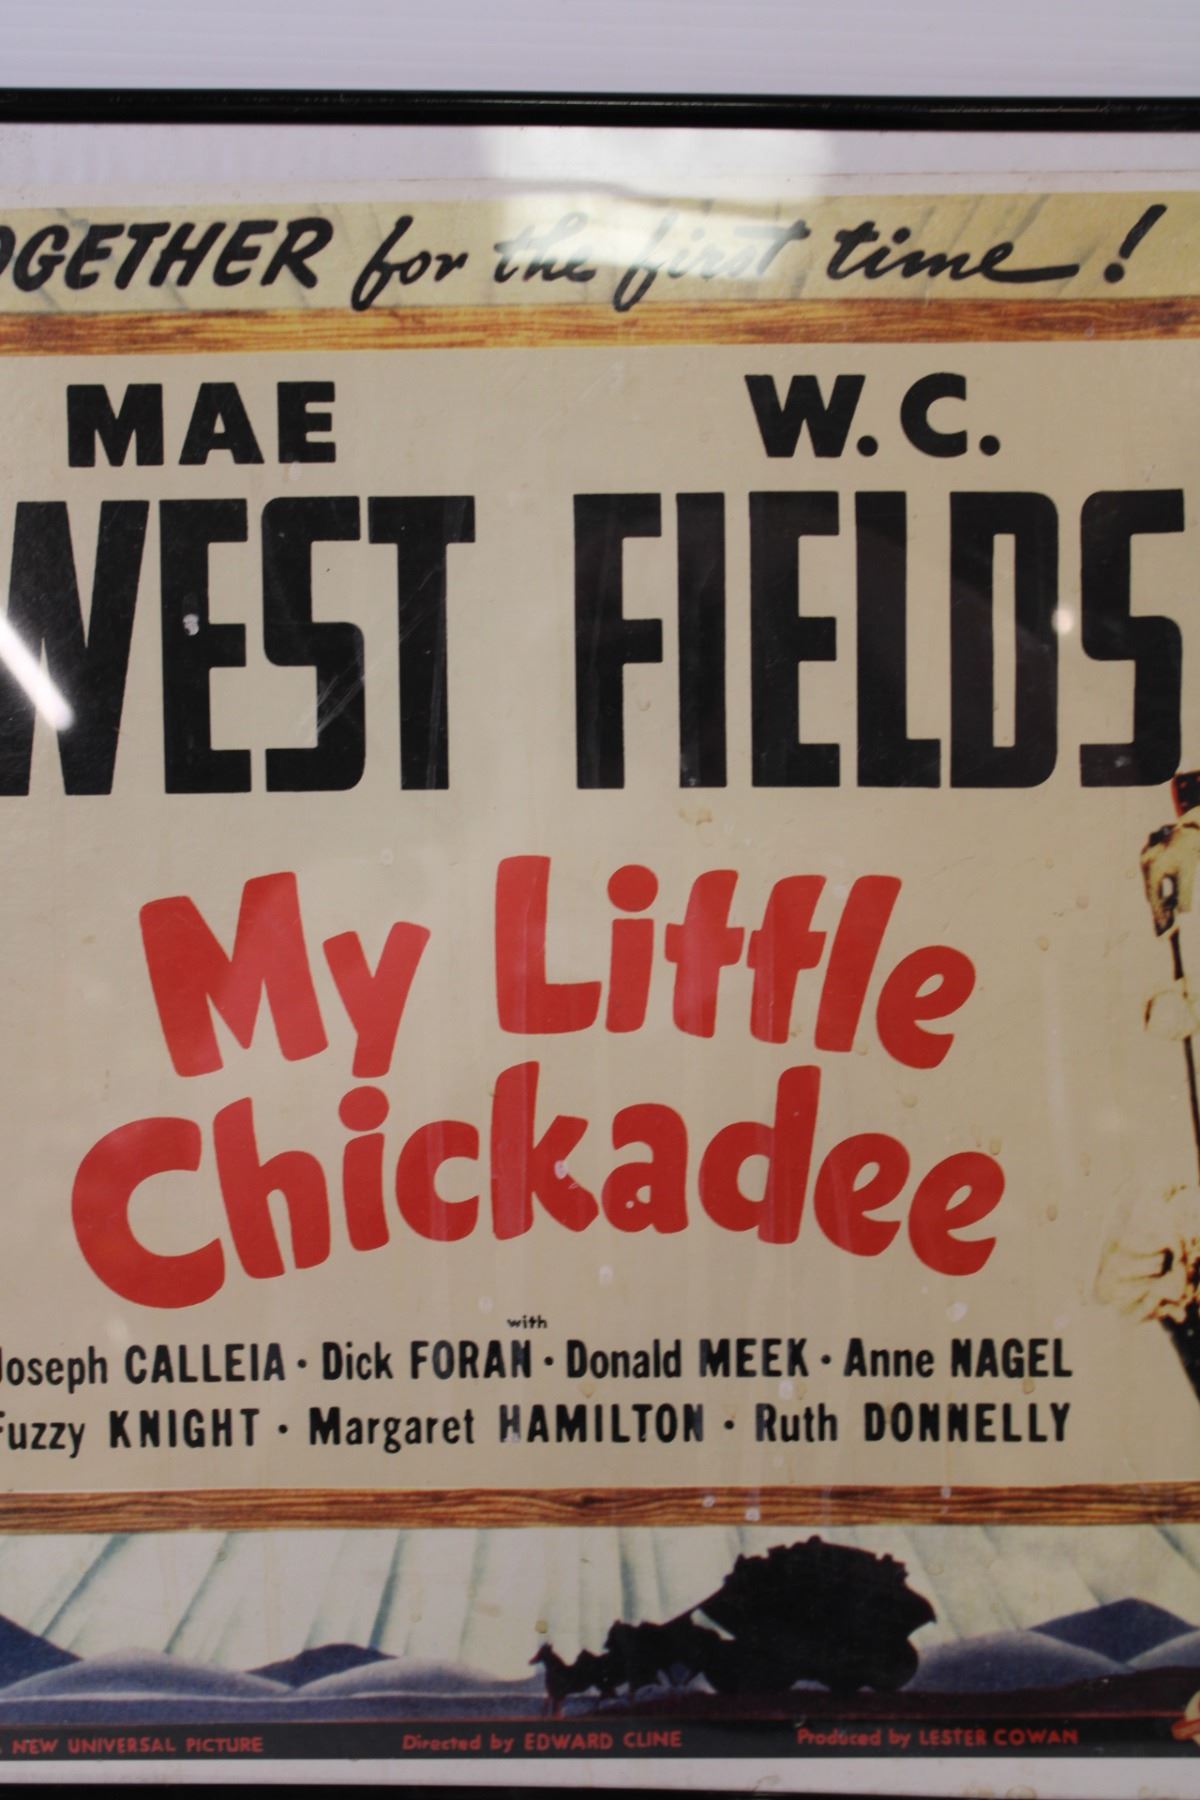 OGETHER for the first time!
MAE W.C.
WEST FIELDS
My Little
Chickadee
with
Joseph CALLEIA · Dick FORAN · Donald MEEK · Anne NAGEL
Fuzzy KNIGHT · Margaret HAMILTON · Ruth DONNELLY
A NEW UNIVERSAL PICTURE Directed by EDWARD CLINE Produced by LESTER COWAN